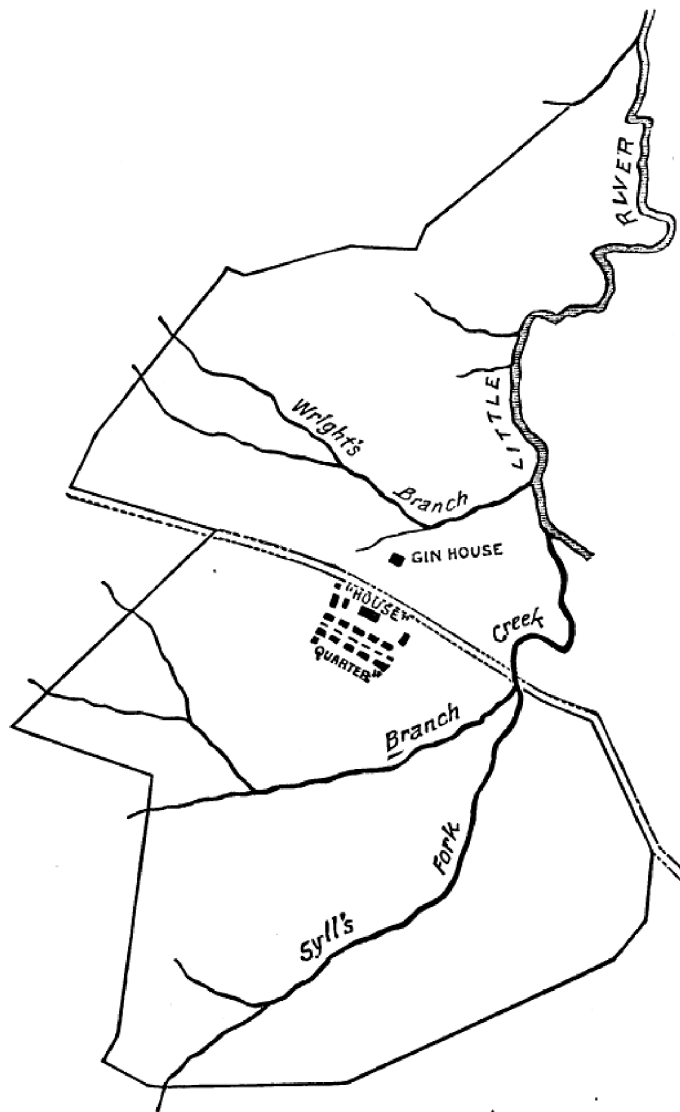 LITTLE RIVER
Wright's Branch
GIN HOUSE
"HOUSE"
"QUARTER"
Creek
Branch
Fork
Syll's